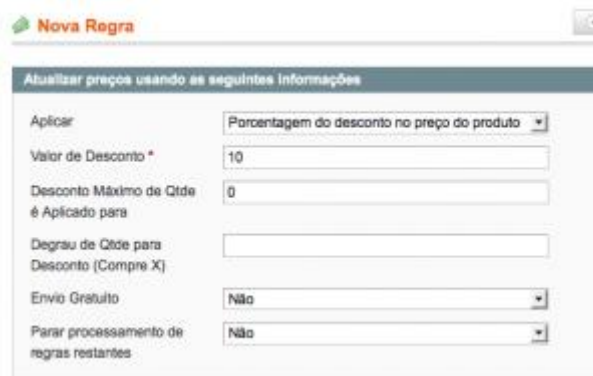 Nova Regra
Atualizar preços usando as seguintes informações
Aplicar
Porcentagem do desconto no preço do produto
Valor de Desconto *
10
Desconto Máximo de Qtde
é Aplicado para
0
Degrau de Qtde para
Desconto (Compre X)
Envio Gratuito
Não
Parar processamento de
regras restantes
Não